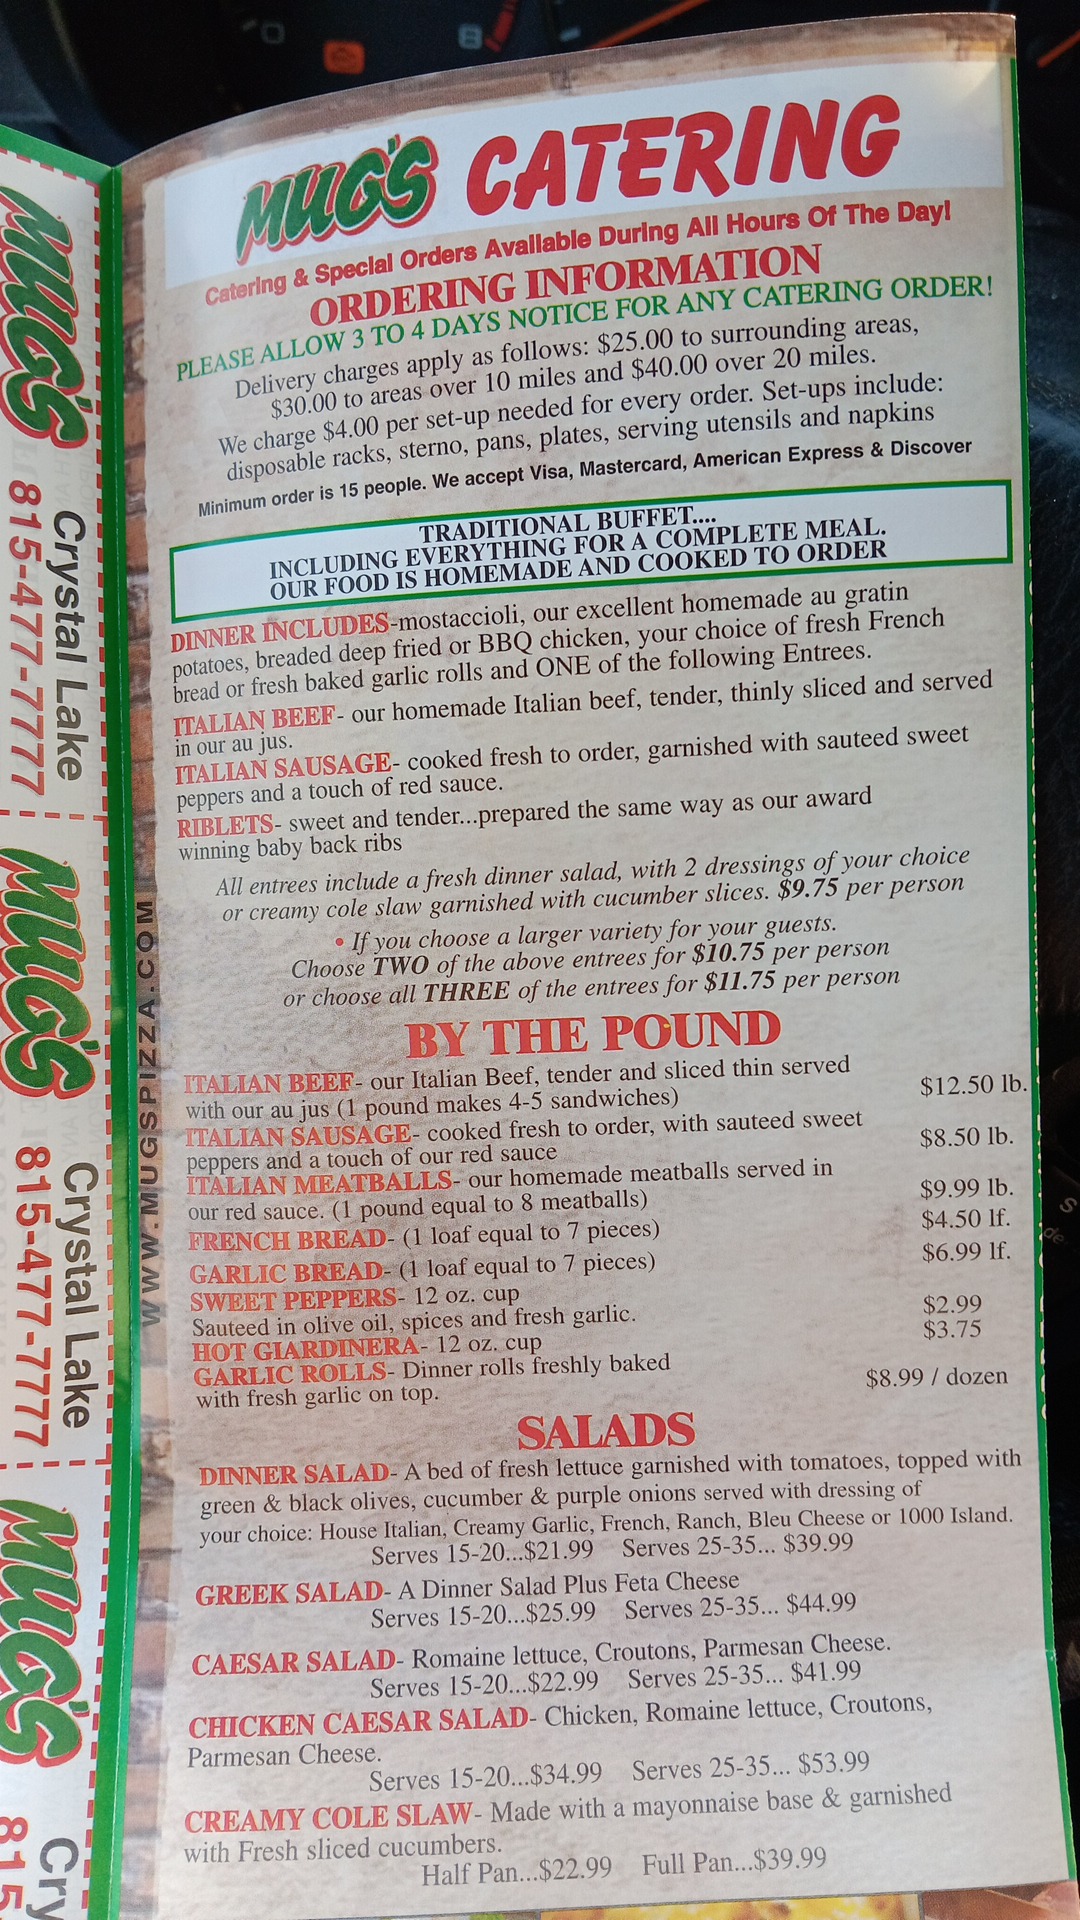 MUG'S CATERING
Catering & Special Orders Available During All Hours Of The Day!
ORDERING INFORMATION
PLEASE ALLOW 3 TO 4 DAYS NOTICE FOR ANY CATERING ORDER!
Delivery charges apply as follows: $25.00 to surrounding areas,
$30.00 to areas over 10 miles and $40.00 over 20 miles.
We charge $4.00 per set-up needed for every order. Set-ups include:
disposable racks, sterno, pans, plates, serving utensils and napkins
Minimum order is 15 people. We accept Visa, Mastercard, American Express & Discover
TRADITIONAL BUFFET....
INCLUDING EVERYTHING FOR A COMPLETE MEAL.
OUR FOOD IS HOMEMADE AND COOKED TO ORDER
DINNER INCLUDES-mostaccioli, our excellent homemade au gratin
potatoes, breaded deep fried or BBQ chicken, your choice of fresh French
bread or fresh baked garlic rolls and ONE of the following Entrees.
ITALIAN BEEF- our homemade Italian beef, tender, thinly sliced and served
in our au jus.
ITALIAN SAUSAGE- cooked fresh to order, garnished with sauteed sweet
peppers and a touch of red sauce.
RIBLETS- sweet and tender...prepared the same way as our award
winning baby back ribs
All entrees include a fresh dinner salad, with 2 dressings of your choice
or creamy cole slaw garnished with cucumber slices. $9.75 per person
• If you choose a larger variety for your guests.
Choose TWO of the above entrees for $10.75 per person
or choose all THREE of the entrees for $11.75 per person
BY THE POUND
ITALIAN BEEF- our Italian Beef, tender and sliced thin served
with our au jus (1 pound makes 4-5 sandwiches) $12.50 lb.
ITALIAN SAUSAGE- cooked fresh to order, with sauteed sweet
peppers and a touch of our red sauce $8.50 lb.
ITALIAN MEATBALLS- our homemade meatballs served in
our red sauce. (1 pound equal to 8 meatballs) $9.99 lb.
FRENCH BREAD- (1 loaf equal to 7 pieces) $4.50 lf.
GARLIC BREAD- (1 loaf equal to 7 pieces) $6.99 lf.
SWEET PEPPERS- 12 oz. cup
Sauteed in olive oil, spices and fresh garlic. $2.99
HOT GIARDINERA- 12 oz. cup $3.75
GARLIC ROLLS- Dinner rolls freshly baked
with fresh garlic on top. $8.99 / dozen
SALADS
DINNER SALAD- A bed of fresh lettuce garnished with tomatoes, topped with
green & black olives, cucumber & purple onions served with dressing of
your choice: House Italian, Creamy Garlic, French, Ranch, Bleu Cheese or 1000 Island.
Serves 15-20...$21.99 Serves 25-35... $39.99
GREEK SALAD- A Dinner Salad Plus Feta Cheese
Serves 15-20...$25.99 Serves 25-35... $44.99
CAESAR SALAD- Romaine lettuce, Croutons, Parmesan Cheese.
Serves 15-20...$22.99 Serves 25-35... $41.99
CHICKEN CAESAR SALAD- Chicken, Romaine lettuce, Croutons,
Parmesan Cheese.
Serves 15-20...$34.99 Serves 25-35... $53.99
CREAMY COLE SLAW- Made with a mayonnaise base & garnished
with Fresh sliced cucumbers.
Half Pan...$22.99 Full Pan...$39.99
WWW.MUGSPIZZA.COM
MUG'S
Crystal Lake
815-477-7777
MUG'S
Crystal Lake
815-477-7777
MUG'S
Cry
815